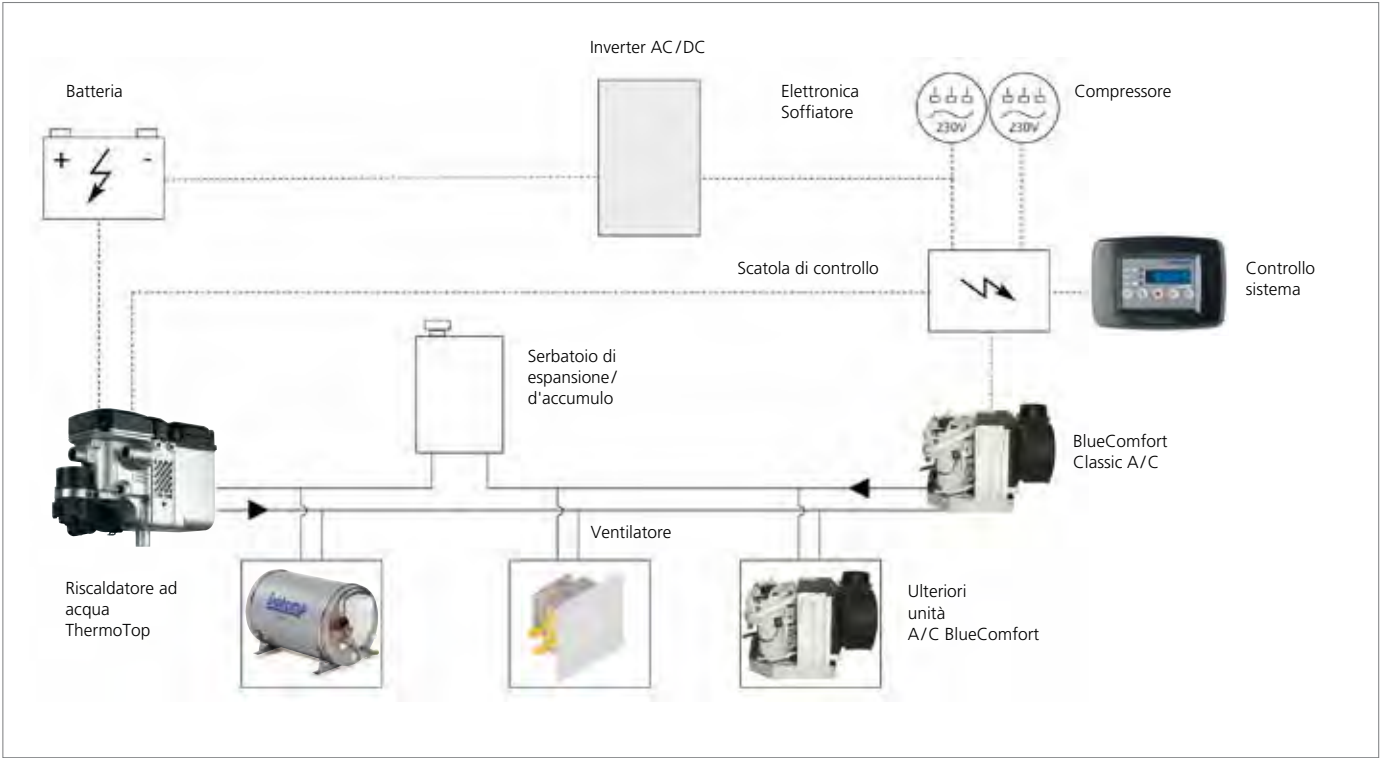 Inverter AC/DC
Batteria
Elettronica
Soffiatore
Compressore
230V
230V
+
-
Scatola di controllo
Controllo
sistema
Serbatoio di
espansione/
d'accumulo
BlueComfort
Classic A/C
Ventilatore
Riscaldatore ad
acqua
ThermoTop
Ulteriori
unità
A/C BlueComfort